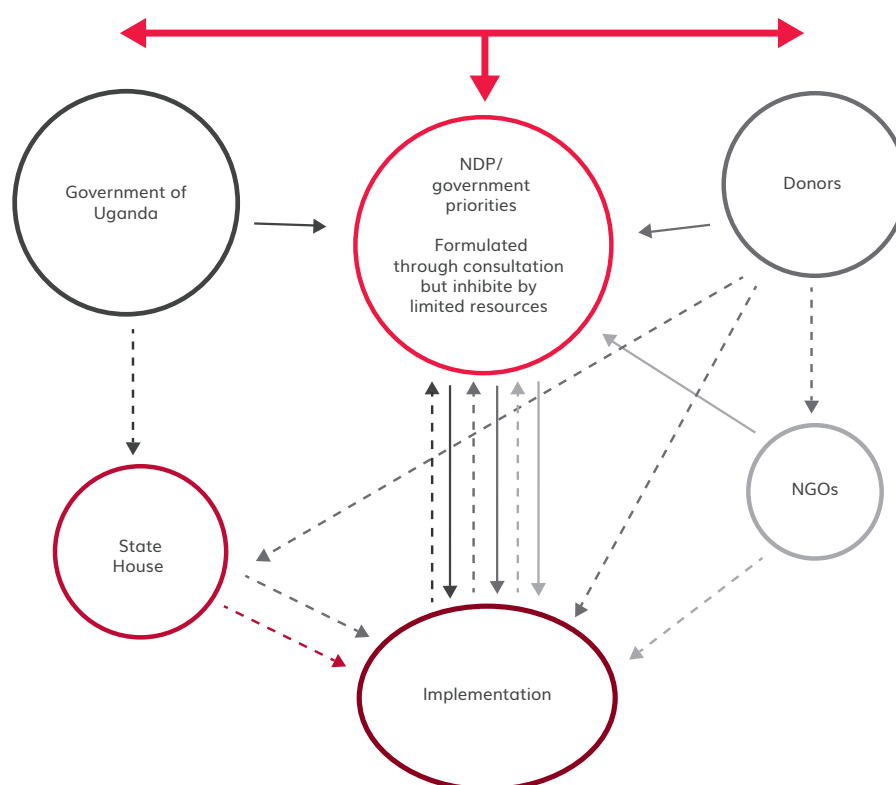 Government of
Uganda
NDP/
government
priorities
Formulated
through consultation
but inhibite by
limited resources
Donors
State
House
NGOs
Implementation